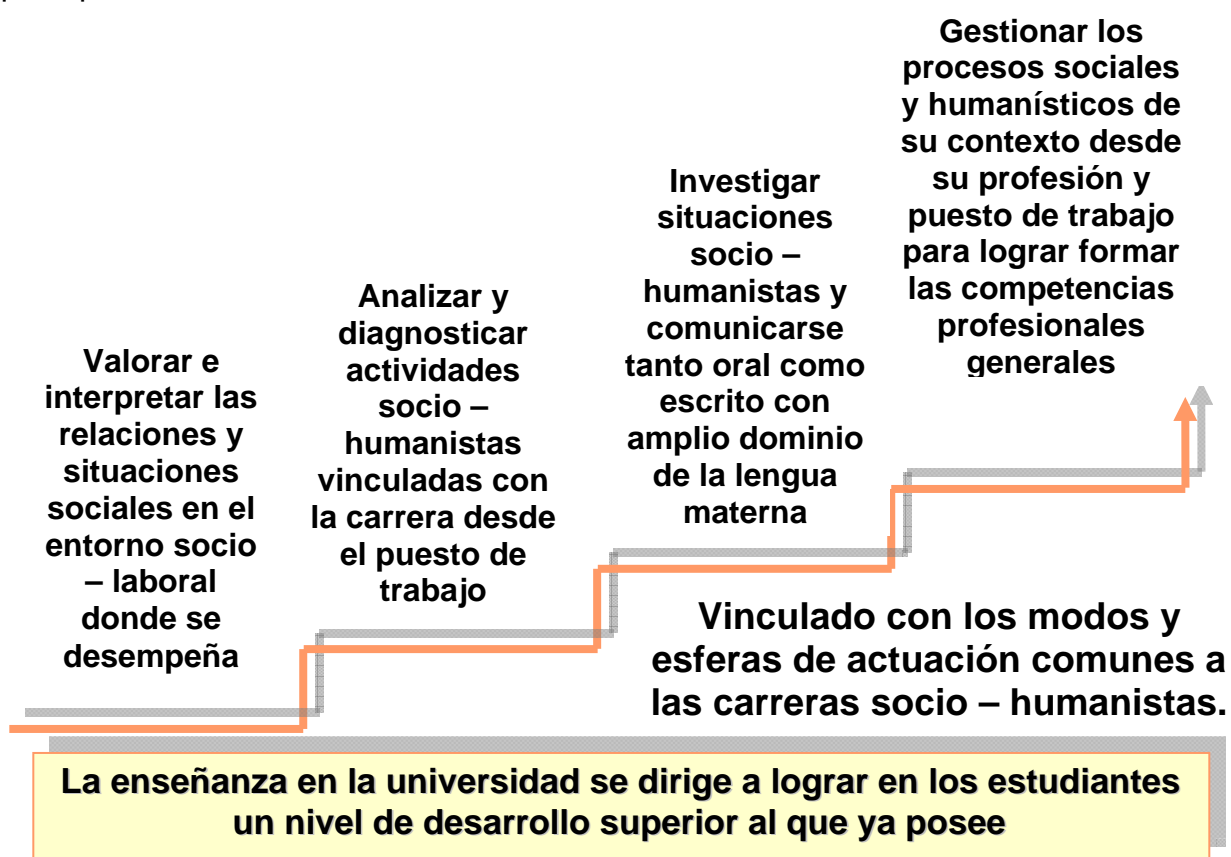 Valorar e
interpretar las
relaciones y
situaciones
sociales en el
entorno socio
– laboral
donde se
desempeña
Analizar y
diagnosticar
actividades
socio –
humanistas
vinculadas con
la carrera desde
el puesto de
trabajo
Investigar
situaciones
socio –
humanistas y
comunicarse
tanto oral como
escrito con
amplio dominio
de la lengua
materna
Gestionar los
procesos sociales
y humanísticos de
su contexto desde
su profesión y
puesto de trabajo
para lograr formar
las competencias
profesionales
generales
Vinculado con los modos y
esferas de actuación comunes a
las carreras socio – humanistas.
La enseñanza en la universidad se dirige a lograr en los estudiantes
un nivel de desarrollo superior al que ya posee